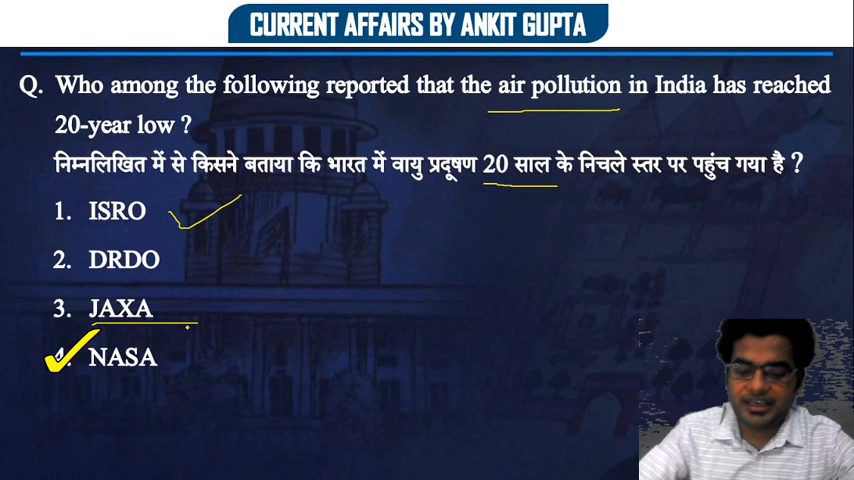 CURRENT AFFAIRS BY ANKIT GUPTA
Q. Who among the following reported that the air pollution in India has reached
20-year low ?
निम्नलिखित में से किसने बताया कि भारत में वायु प्रदूषण 20 साल के निचले स्तर पर पहुंच गया है ?
1. ISRO
2. DRDO
3. JAXA
4. NASA